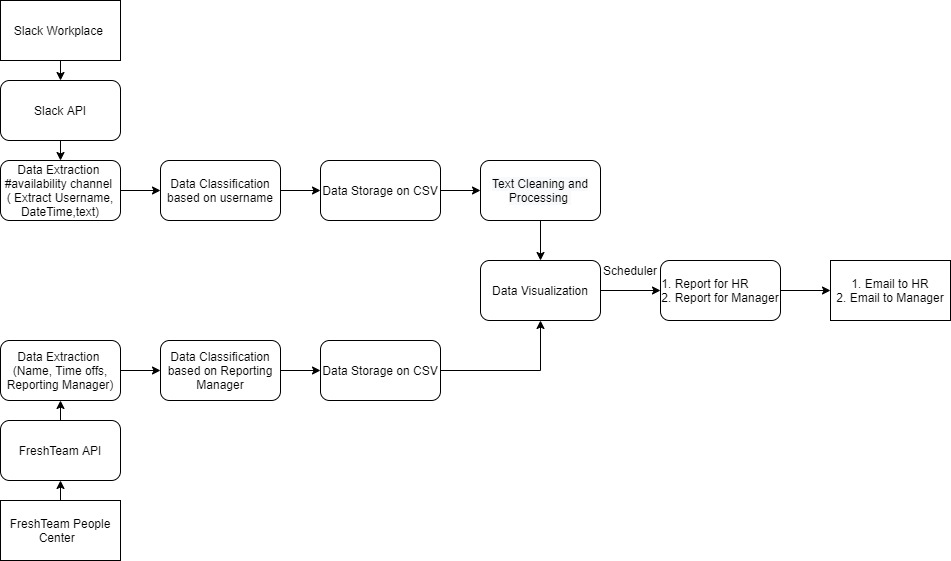 Slack Workplace
Slack API
Data Extraction
#availability channel
( Extract Username,
DateTime,text)
Data Classification
based on username
Data Storage on CSV
Text Cleaning and
Processing
Data Visualization
Scheduler
1. Report for HR
2. Report for Manager
1. Email to HR
2. Email to Manager
Data Extraction
(Name, Time offs,
Reporting Manager)
Data Classification
based on Reporting
Manager
Data Storage on CSV
FreshTeam API
FreshTeam People
Center